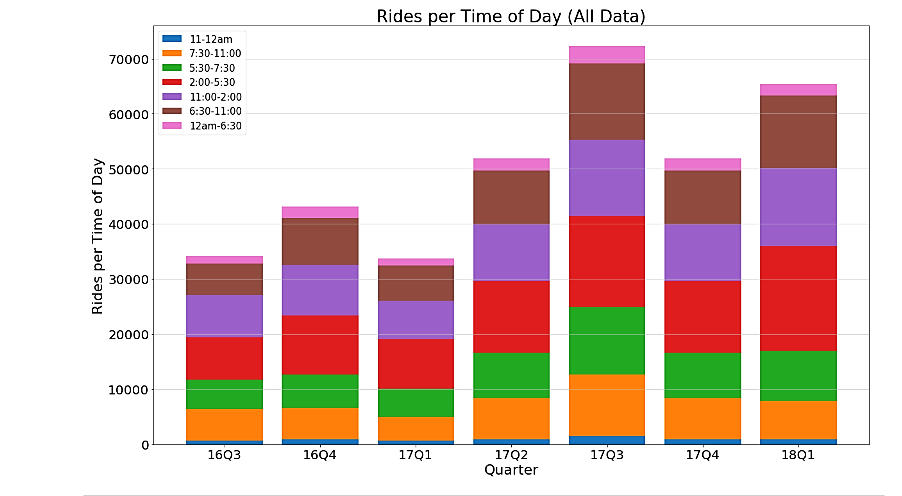 Rides per Time of Day (All Data)
11-12am
7:30-11:00
5:30-7:30
2:00-5:30
11:00-2:00
6:30-11:00
12am-6:30
Rides per Time of Day
70000
60000
50000
40000
30000
20000
10000
0
16Q3 16Q4 17Q1 17Q2 17Q3 17Q4 18Q1
Quarter